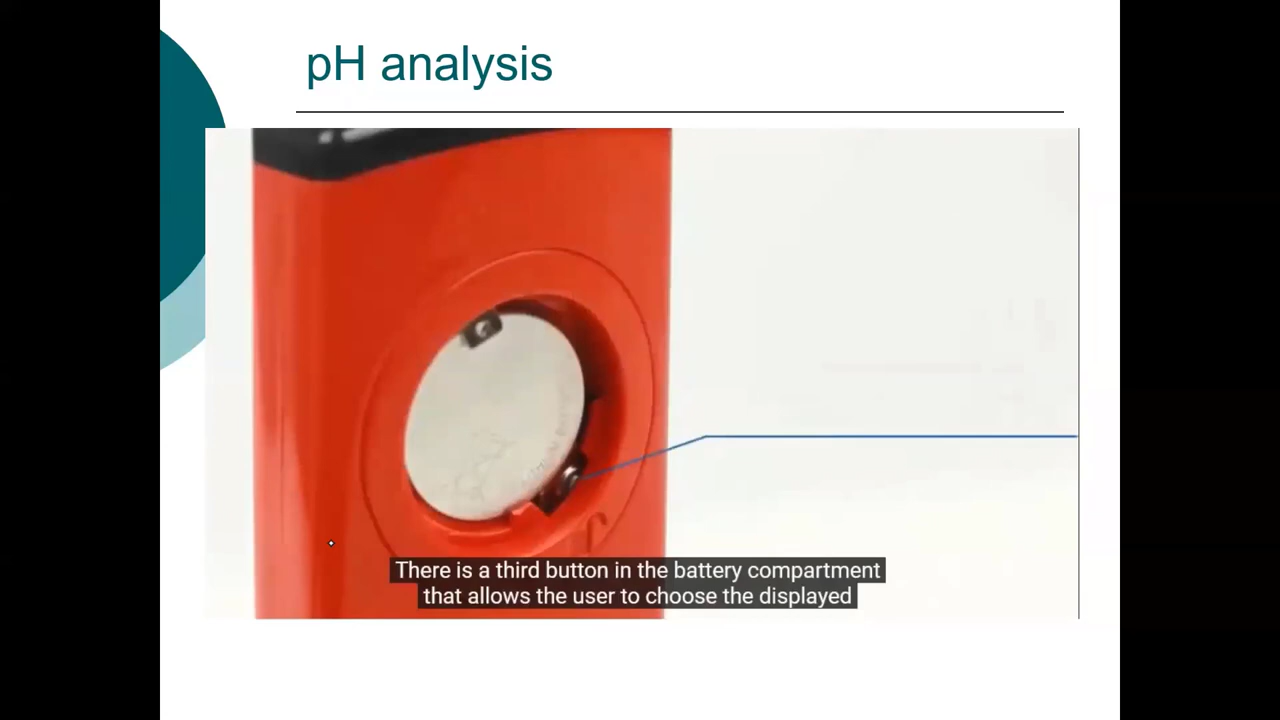 pH analysis
There is a third button in the battery compartment
that allows the user to choose the displayed